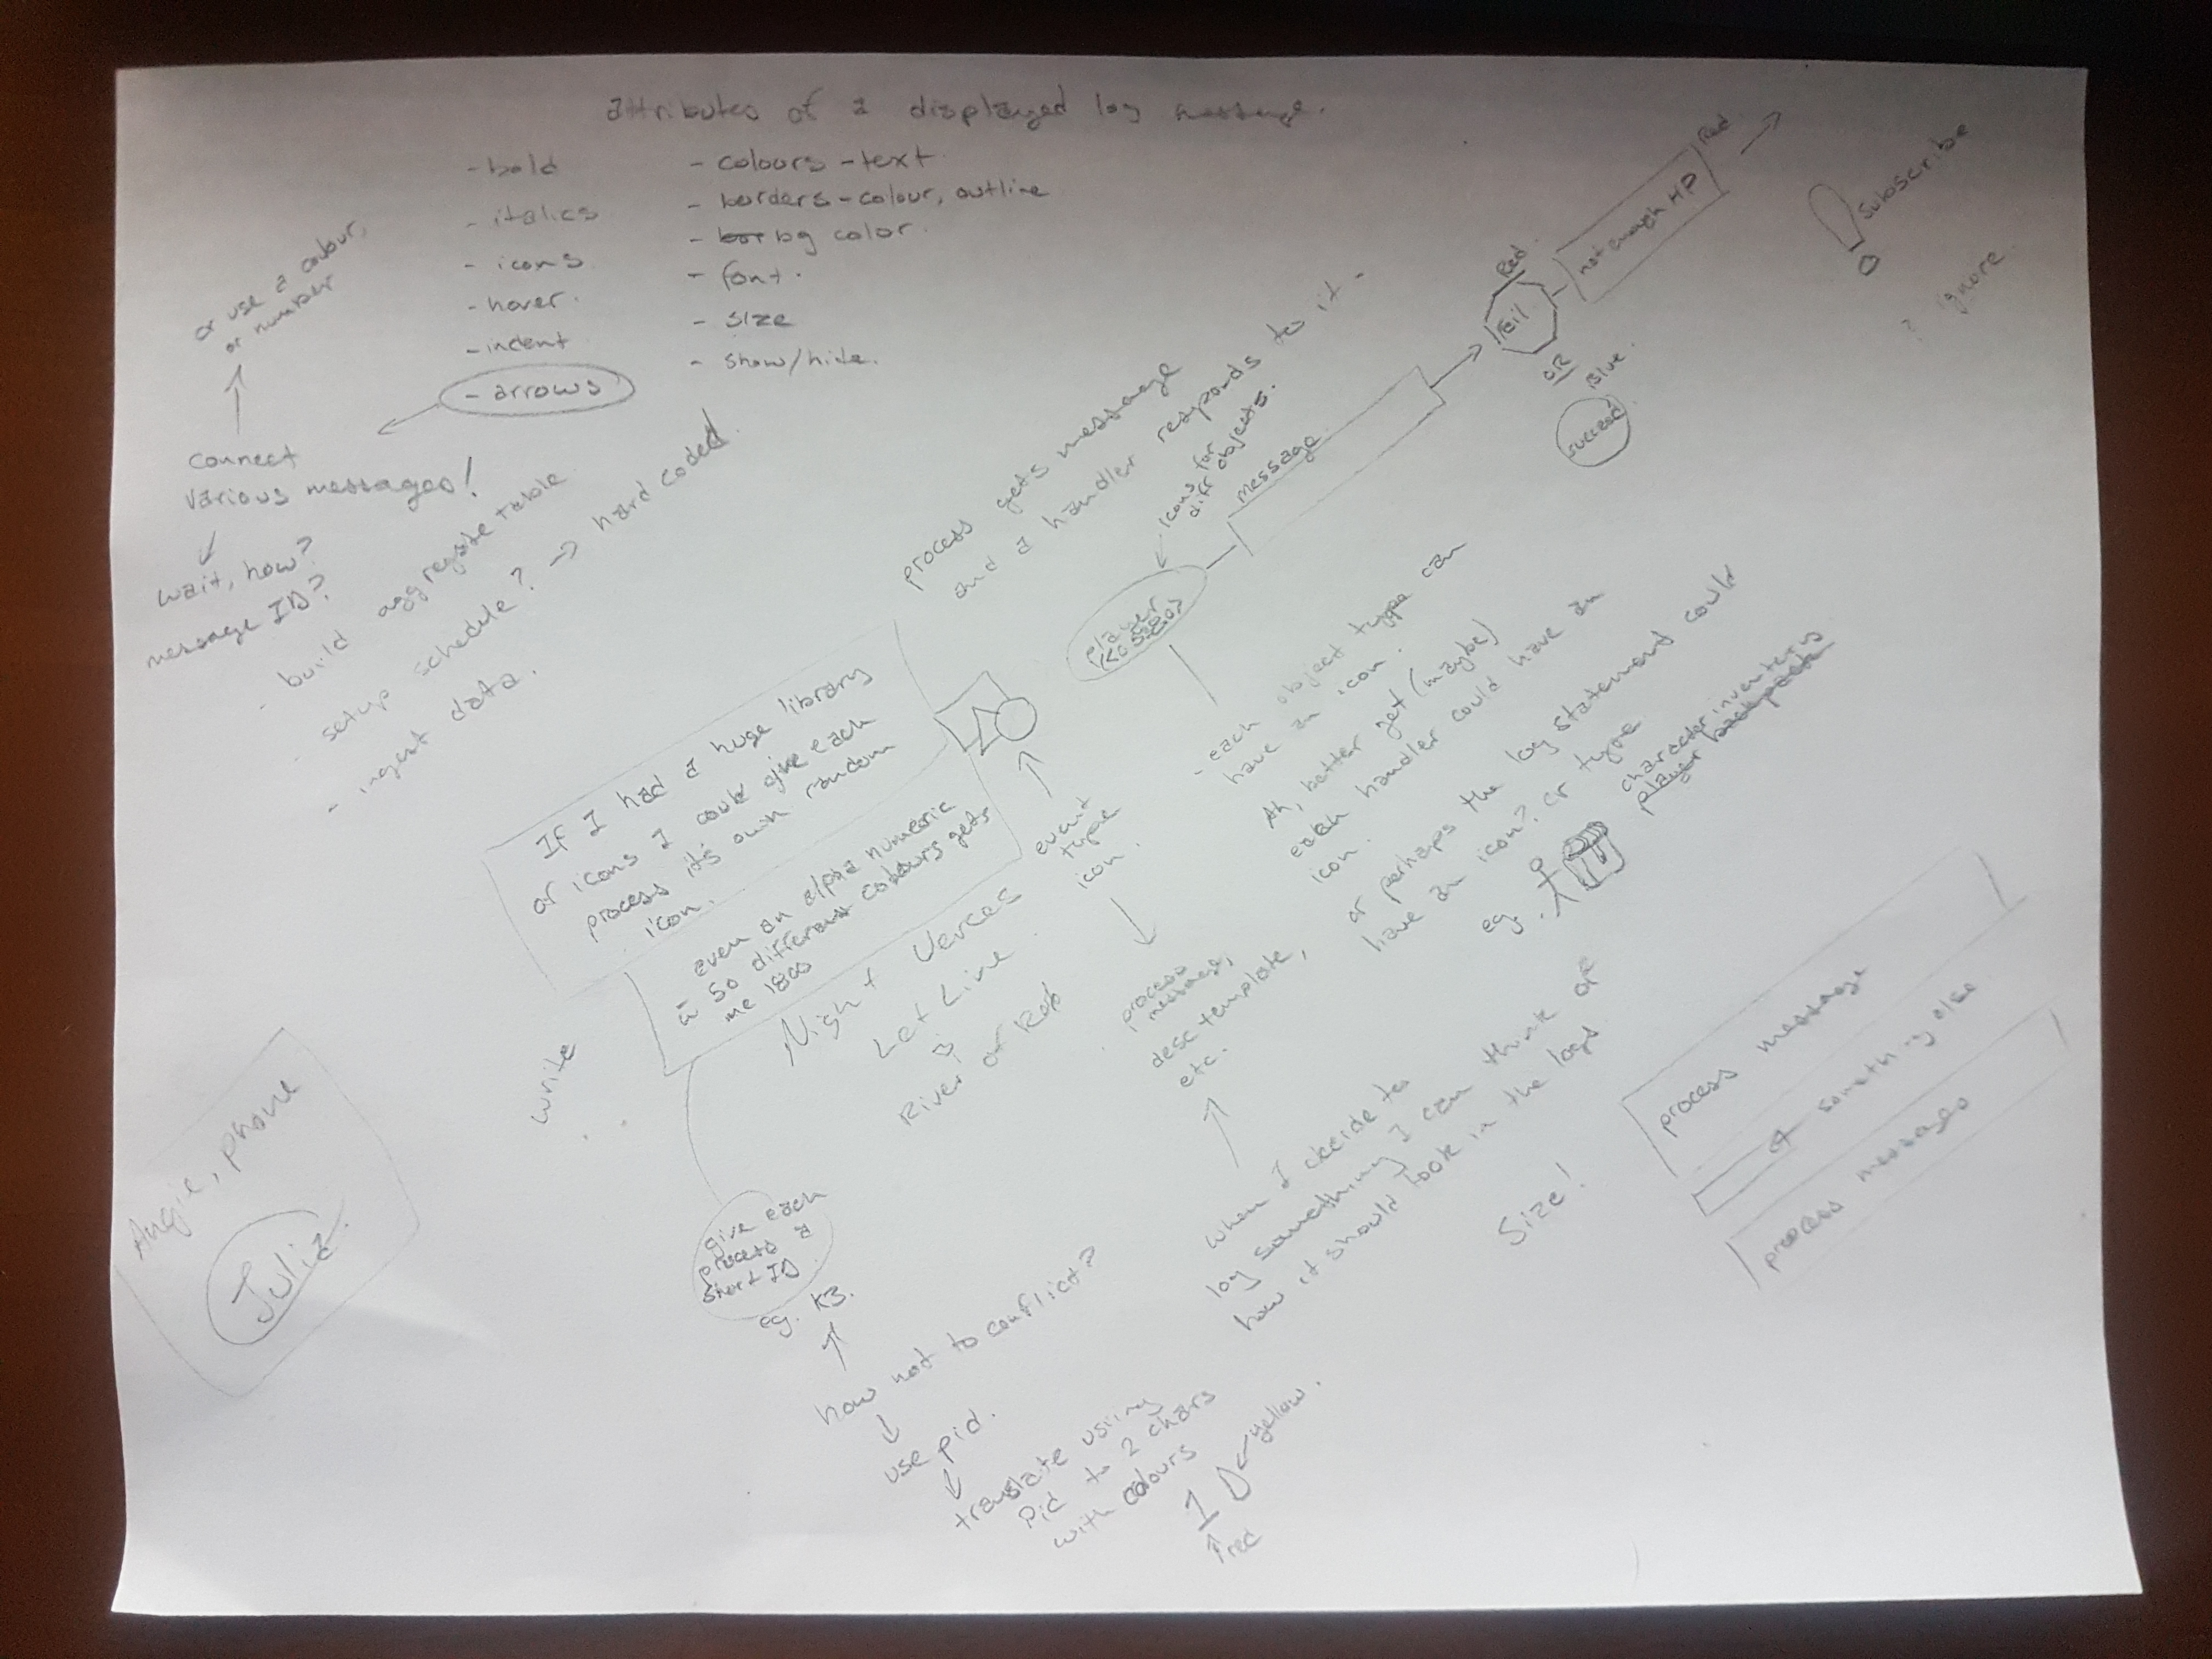 attributes of a displayed log message.
- bold
- italics
- icons
- hover.
- indent
- arrows
- colours - text
- borders - colour, outline
- bor bg color.
- font.
- size
- show/hide.
or use a colour,
or number
connect
various messages!
wait, how?
message ID?
- build aggregate table
- setup schedule? → hard coded.
- ingest data.
process gets message
and a handler responds to it.
icons for
diff objects.
player
message
Red
fail
OR
Blue.
succeed
not enough HP
Red
subscribe
? ignore.
- each object type can
have an icon.
Ah, better yet (maybe)
each handler could have an
icon.
or perhaps the log statement could
have an icon? or type
eg.
character inventory
player backpack
If I had a huge library
of icons I could give each
process it's own random
icon.
even an alpha numeric
w so different colours gets
me 1800
event
type
icon.
process
message,
desc template,
etc.
Night Verses
Let Live
River of Red
write
Angie, phone
Julia
give each
process a
short ID
eg. K3.
how not to conflict?
use pid.
translate using
pid to 2 chars
with colours
1 D
yellow.
red
when I decide to
log something I can think of
how it should look in the logs
Size!
process message
something else
process message